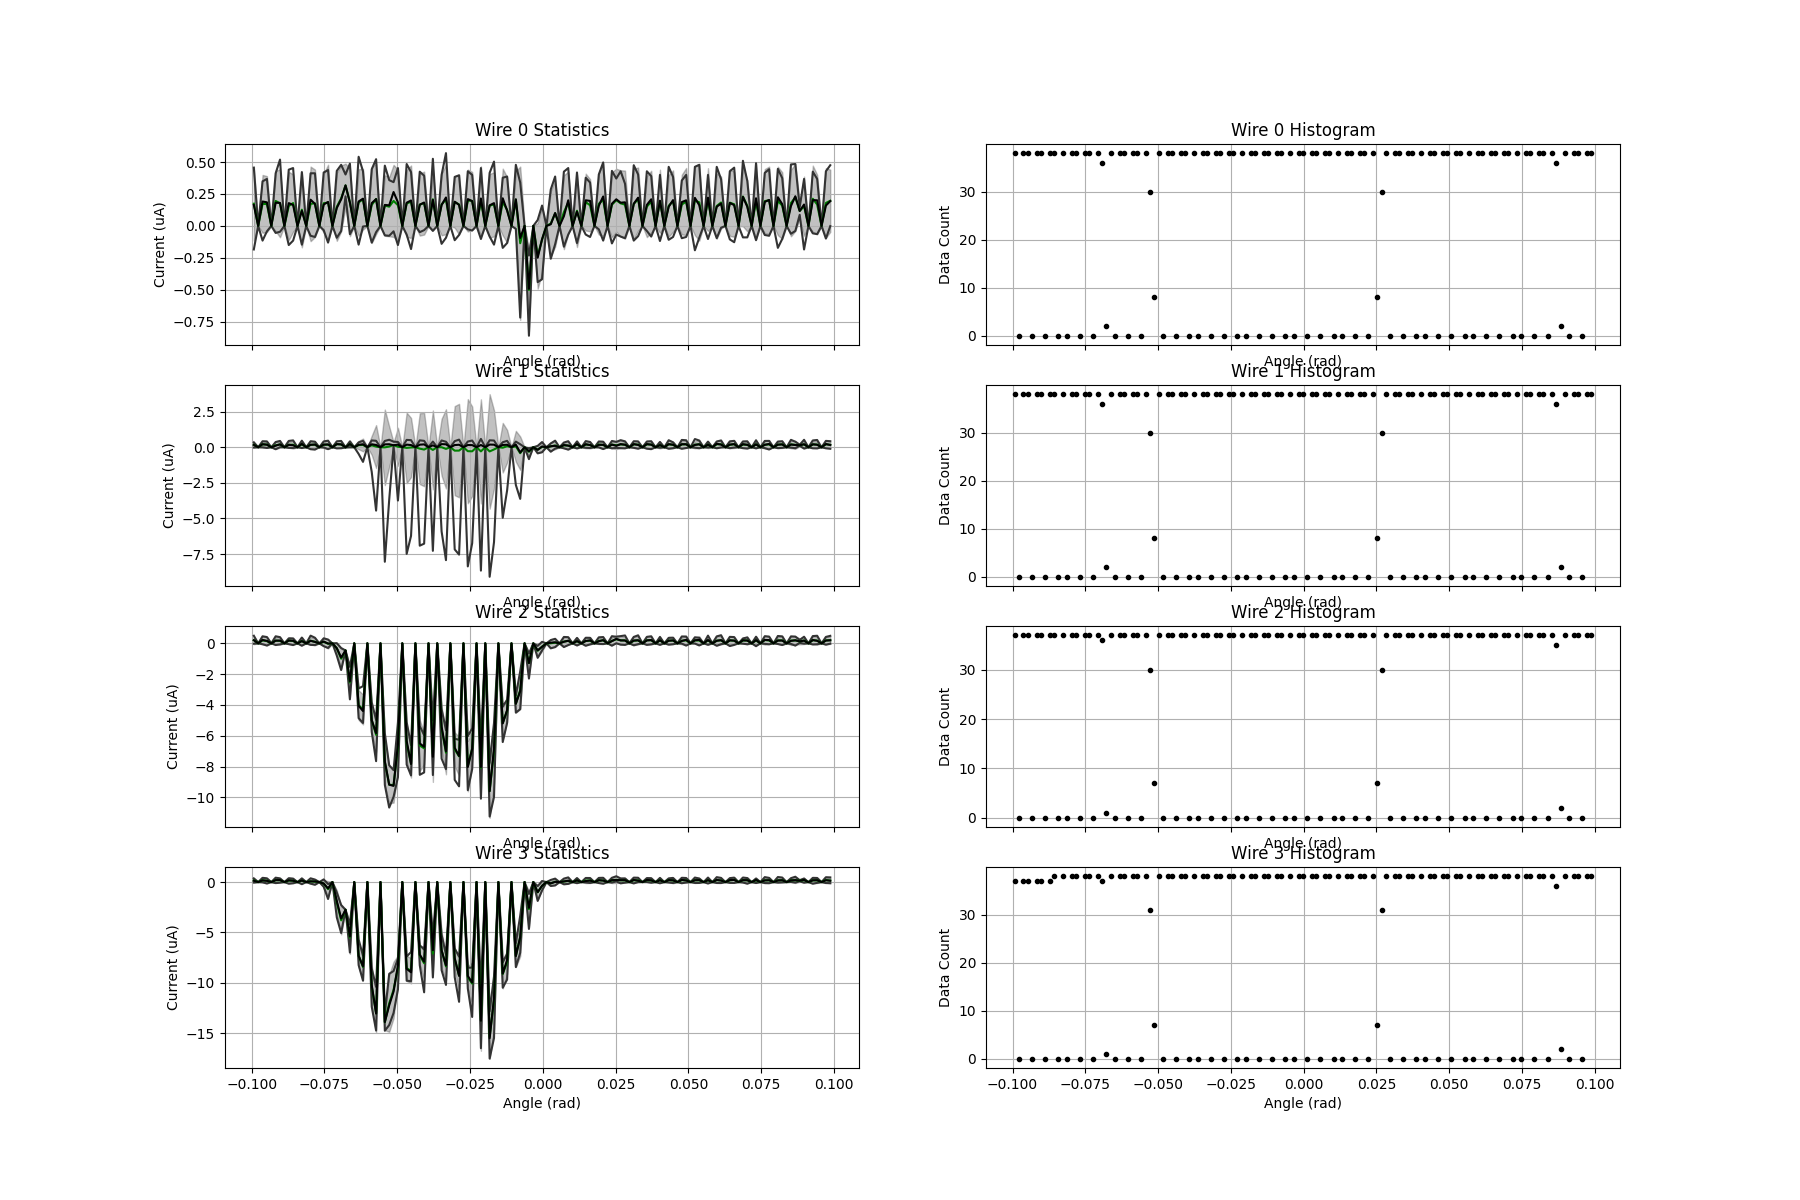 Wire 0 Statistics
Current (uA)
0.50
0.25
0.00
−0.25
−0.50
−0.75
Angle (rad)
Wire 0 Histogram
Data Count
30
20
10
0
Angle (rad)
Wire 1 Statistics
Current (uA)
2.5
0.0
−2.5
−5.0
−7.5
Angle (rad)
Wire 1 Histogram
Data Count
30
20
10
0
Angle (rad)
Wire 2 Statistics
Current (uA)
0
−2
−4
−6
−8
−10
Angle (rad)
Wire 2 Histogram
Data Count
30
20
10
0
Angle (rad)
Wire 3 Statistics
Current (uA)
0
−5
−10
−15
−0.100 −0.075 −0.050 −0.025 0.000 0.025 0.050 0.075 0.100
Angle (rad)
Wire 3 Histogram
Data Count
30
20
10
0
−0.100 −0.075 −0.050 −0.025 0.000 0.025 0.050 0.075 0.100
Angle (rad)